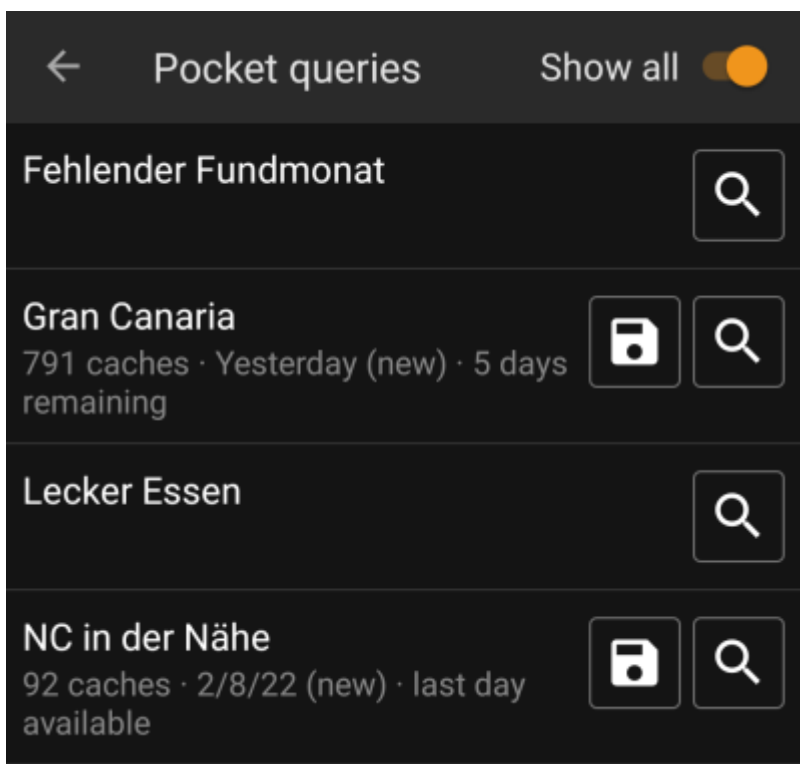 Pocket queries Show all
Fehlender Fundmonat
Gran Canaria
791 caches · Yesterday (new) · 5 days
remaining
Lecker Essen
NC in der Nähe
92 caches · 2/8/22 (new) · last day
available